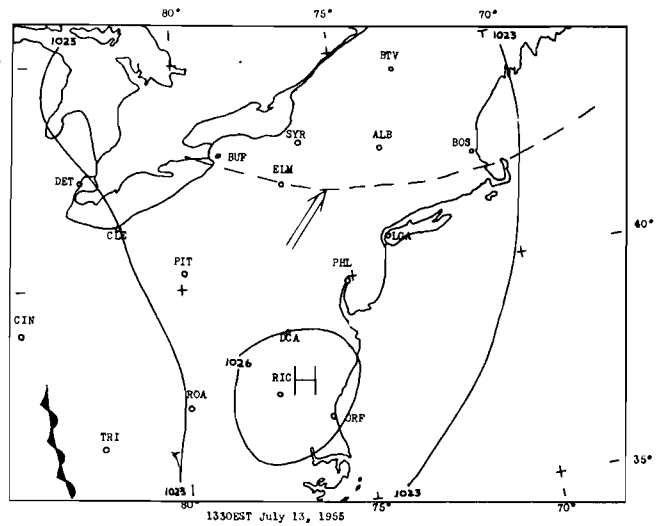 80° 75° 70°
1023 1023
BTV
SYR ALB BOS
BUF
DET ELM
CLE LGA 40°
PIT PHL
CIN DCA
1026
RIC H
ROA ORF
TRI 35°
1023 80° 75° 1023 70°
1330EST July 13, 1955